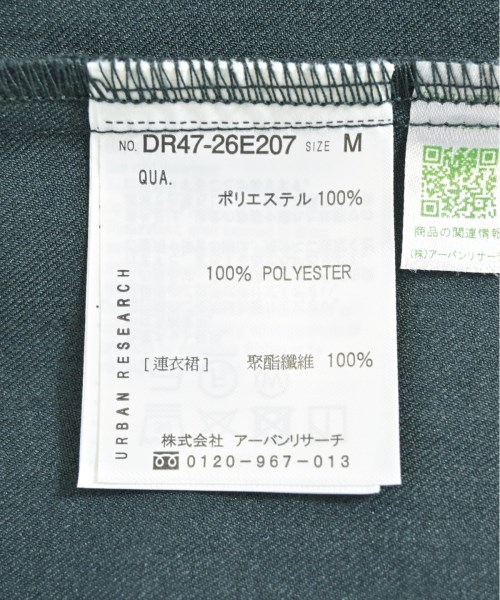 NO. DR47-26E207 SIZE M
QUA.
ポリエステル 100%
100% POLYESTER
[連衣裙] 聚酯纖維 100%
URBAN RESEARCH
株式会社 アーバンリサーチ
0120-967-013
商品の関連情報
(株)アーバンリサーチ